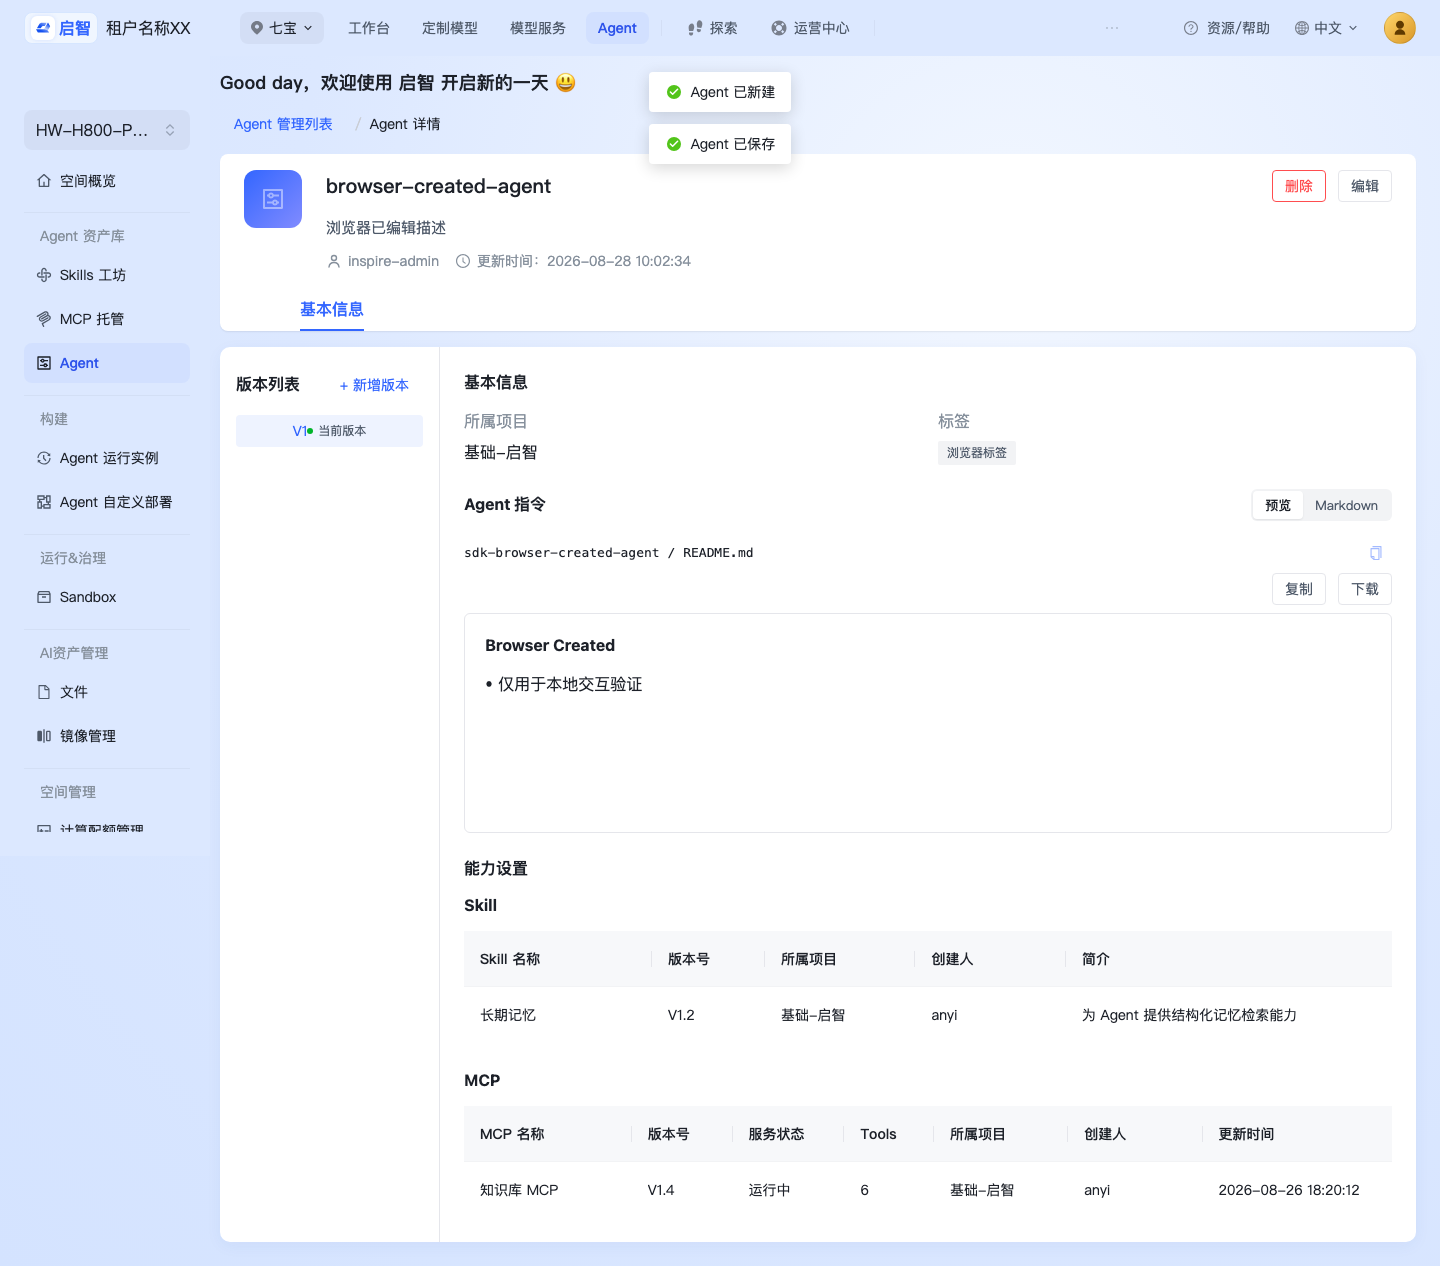 启智 租户名称XX 七宝 工作台 定制模型 模型服务 Agent 探索 运营中心 ··· 资源/帮助 中文
Good day，欢迎使用 启智 开启新的一天 😃
Agent 已新建
Agent 已保存
Agent 管理列表 / Agent 详情
HW-H800-P...
空间概览
Agent 资产库
Skills 工坊
MCP 托管
Agent
构建
Agent 运行实例
Agent 自定义部署
运行&治理
Sandbox
AI资产管理
文件
镜像管理
空间管理
计算配额管理
browser-created-agent
删除 编辑
浏览器已编辑描述
inspire-admin 更新时间：2026-08-28 10:02:34
基本信息
版本列表 + 新增版本
V1 当前版本
基本信息
所属项目 标签
基础-启智 浏览器标签
Agent 指令 预览 Markdown
sdk-browser-created-agent / README.md
复制 下载
Browser Created
• 仅用于本地交互验证
能力设置
Skill
Skill 名称 版本号 所属项目 创建人 简介
长期记忆 V1.2 基础-启智 anyi 为 Agent 提供结构化记忆检索能力
MCP
MCP 名称 版本号 服务状态 Tools 所属项目 创建人 更新时间
知识库 MCP V1.4 运行中 6 基础-启智 anyi 2026-08-26 18:20:12